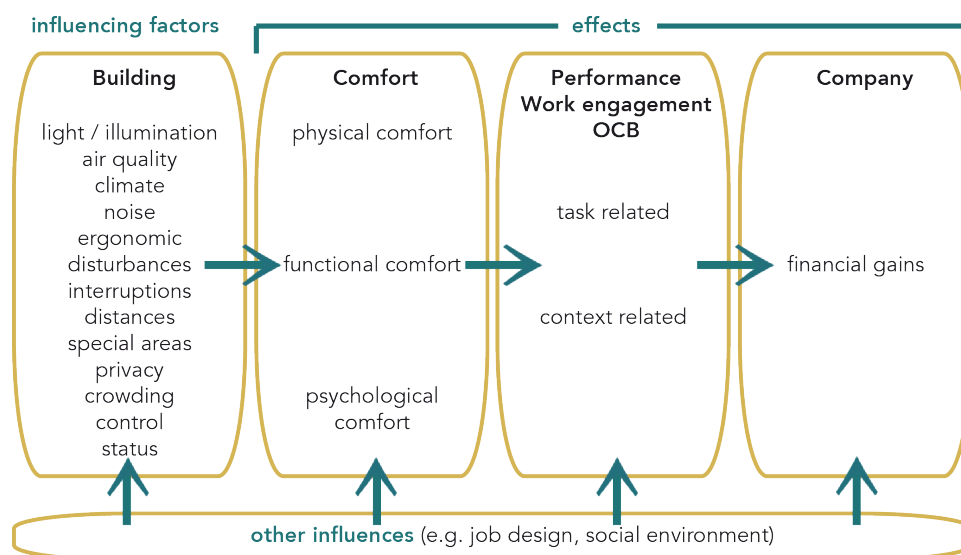 influencing factors
effects
Building
light / illumination
air quality
climate
noise
ergonomic
disturbances
interruptions
distances
special areas
privacy
crowding
control
status
Comfort
physical comfort
functional comfort
psychological
comfort
Performance
Work engagement
OCB
task related
context related
Company
financial gains
other influences (e.g. job design, social environment)